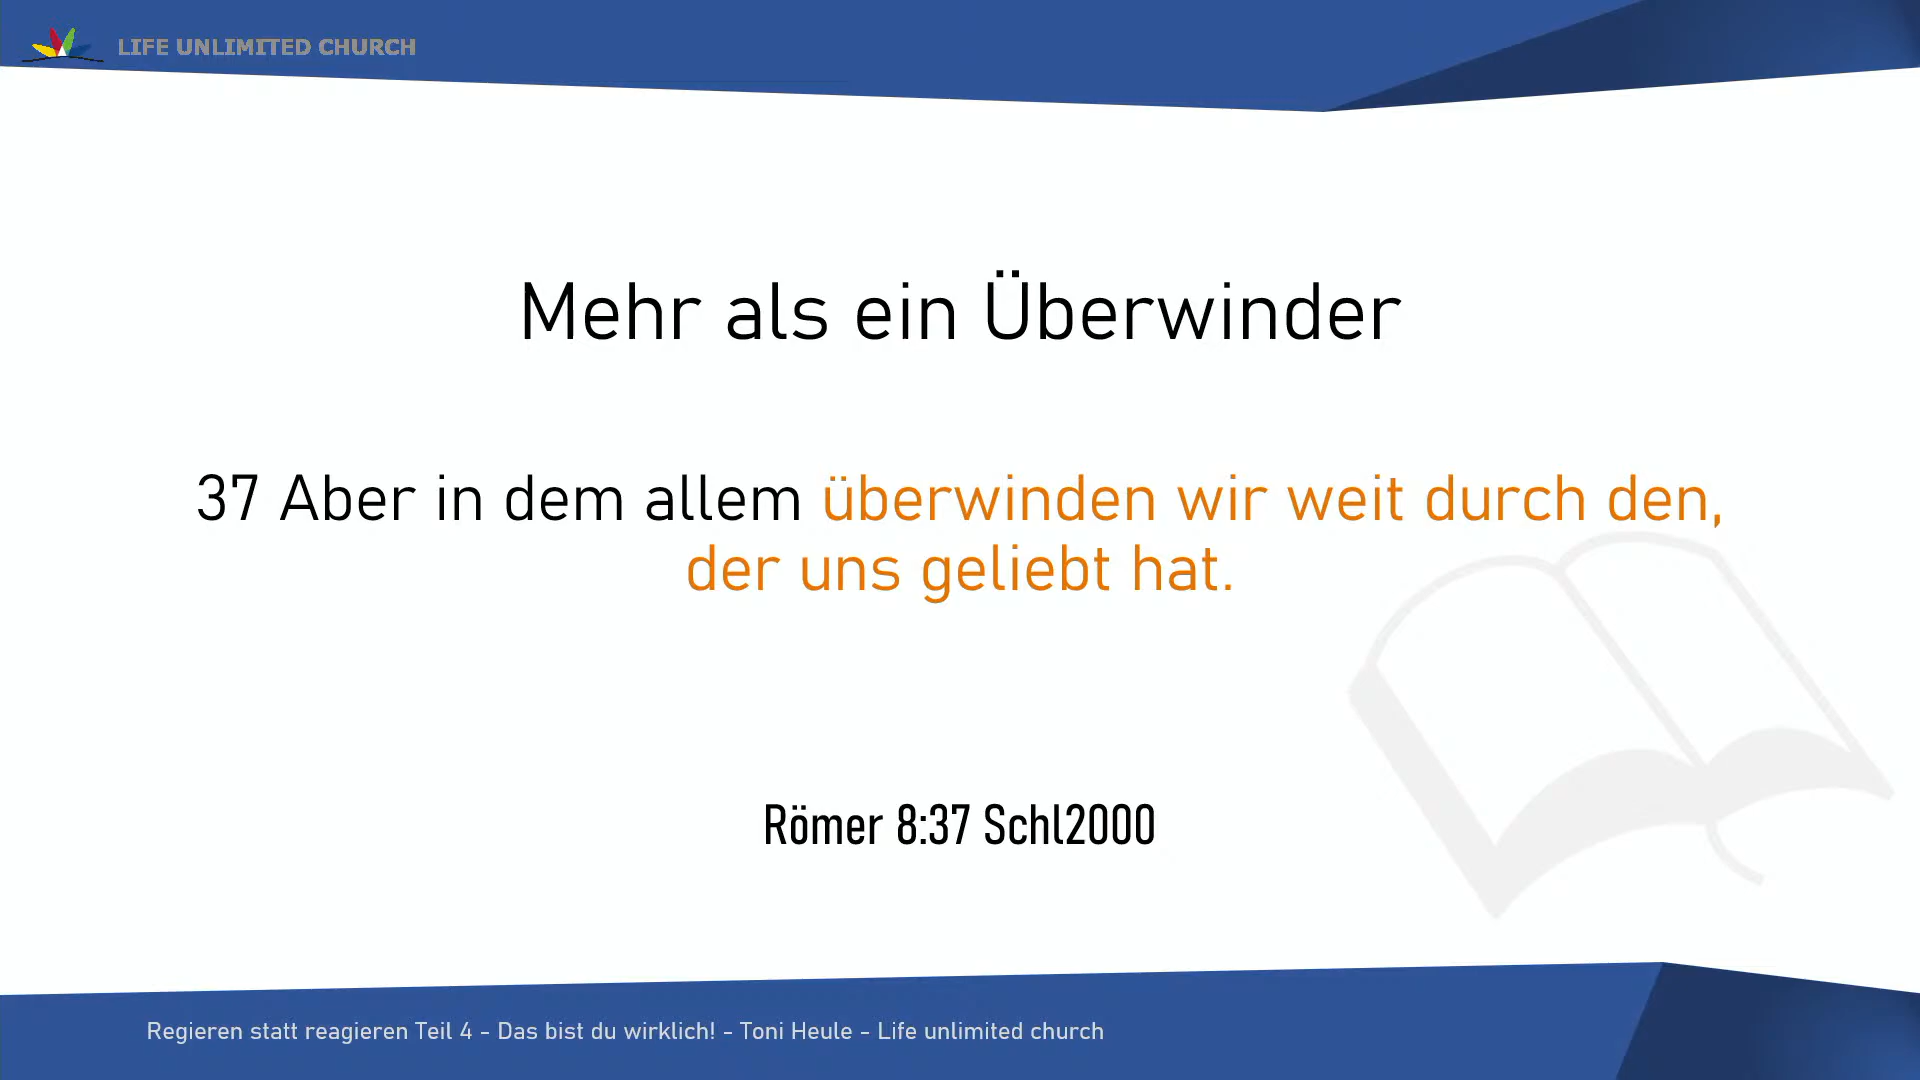 LIFE UNLIMITED CHURCH
Mehr als ein Überwinder
37 Aber in dem allem überwinden wir weit durch den,
der uns geliebt hat.
Römer 8:37 Schl2000
Regieren statt reagieren Teil 4 - Das bist du wirklich! - Toni Heule - Life unlimited church